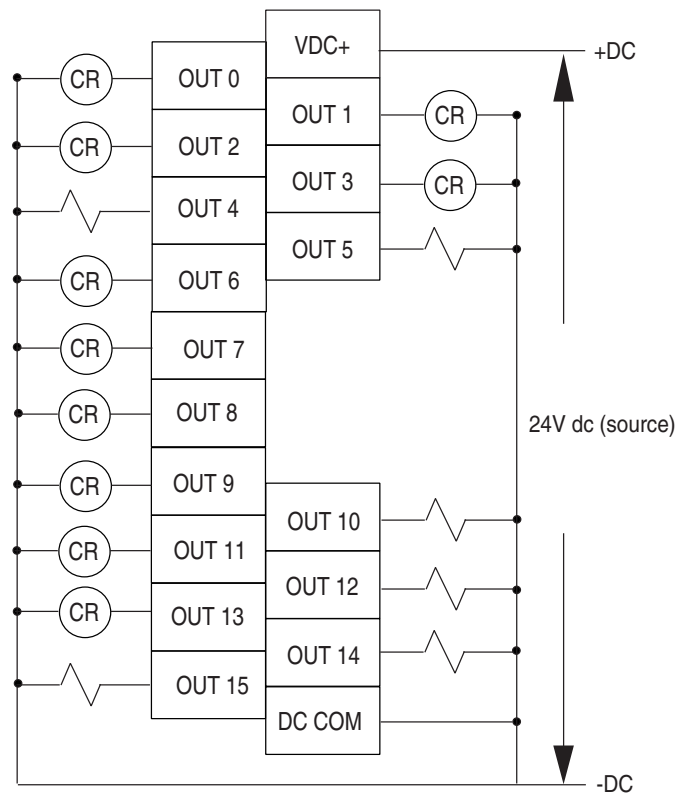 VDC+
+DC
CR
OUT 0
OUT 1
CR
CR
OUT 2
OUT 3
CR
OUT 4
OUT 5
CR
OUT 6
CR
OUT 7
CR
OUT 8
24V dc (source)
CR
OUT 9
OUT 10
CR
OUT 11
OUT 12
CR
OUT 13
OUT 14
OUT 15
DC COM
-DC